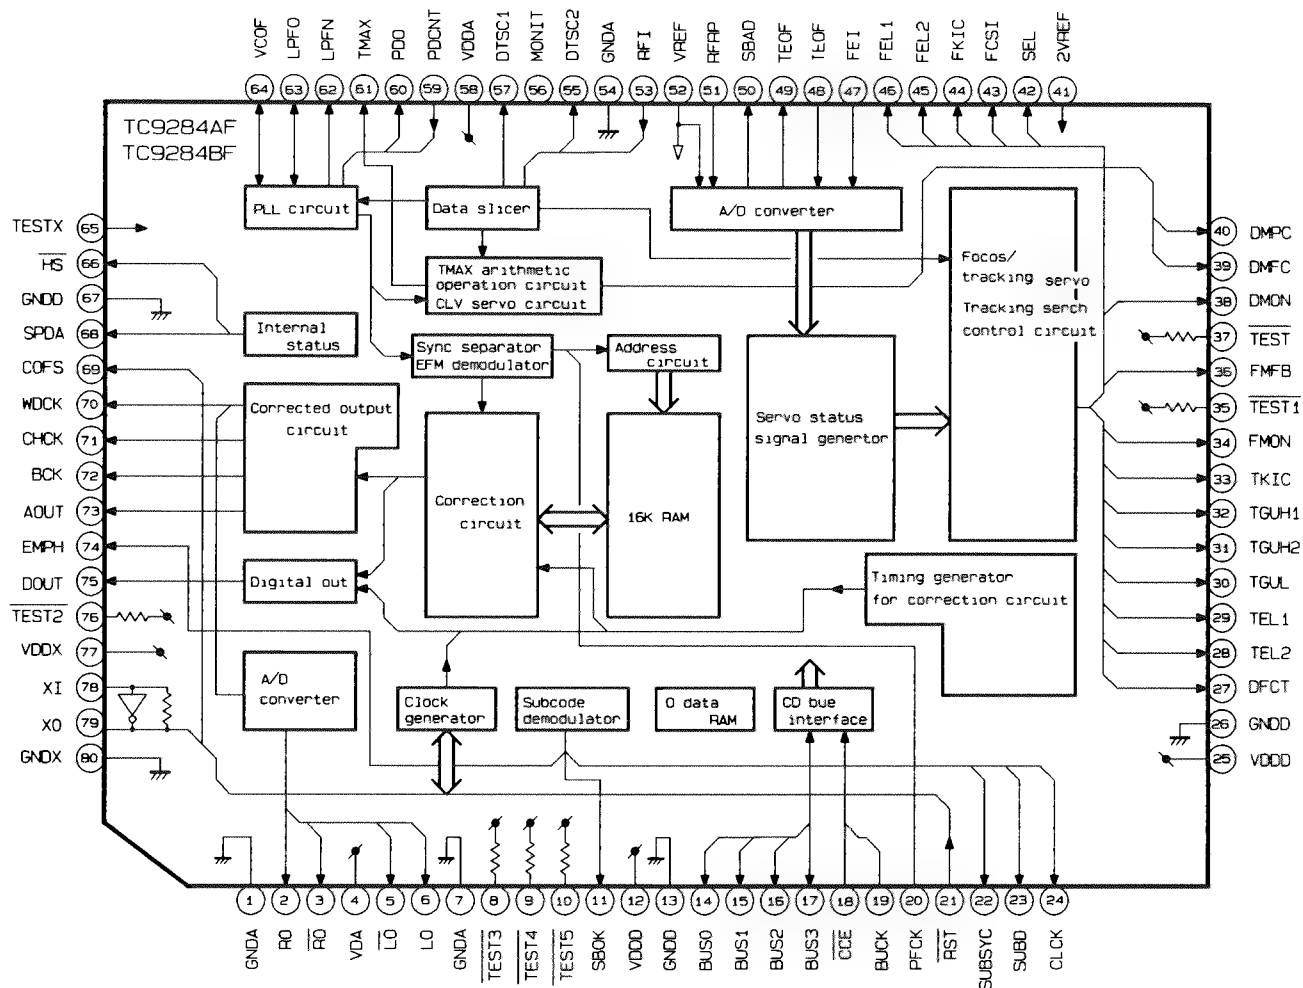 VCOF LPFO LPFN TMAX PDO PDCNT VDDA DTSC1 MONIT DTSC2 GNDA RFI VREF RFRP SBAD TEOF TEOF FEI FEL1 FEL2 FKIC FCSI SEL 2VREF
64 63 62 61 60 59 58 57 56 55 54 53 52 51 50 49 48 47 46 45 44 43 42 41
TC9284AF
TC9284BF
PLL circuit
Data slicer
A/D converter
TMAX arithmetic
operation circuit
CLV servo circuit
Focos/
tracking servo
Tracking serch
control circuit
Internal
status
Sync separator
EFM demodulator
Address
circuit
Corrected output
circuit
Correction
circuit
16K RAM
Servo status
signal genertor
Digital out
Timing generator
for correction circuit
A/D
converter
Clock
generator
Subcode
demodulator
O data
RAM
CD bue
interface
TESTX 65
HS 66
GNDD 67
SPDA 68
COFS 69
WDCK 70
CHCK 71
BCK 72
AOUT 73
EMPH 74
DOUT 75
TEST2 76
VDDX 77
XI 78
XO 79
GNDX 80
40 DMPC
39 DMFC
38 DMON
37 TEST
36 FMFB
35 TEST1
34 FMON
33 TKIC
32 TGUH1
31 TGUH2
30 TGUL
29 TEL1
28 TEL2
27 DFCT
26 GNDD
25 VDDD
1 2 3 4 5 6 7 8 9 10 11 12 13 14 15 16 17 18 19 20 21 22 23 24
GNDA RO RO VDA LO LO GNDA TEST3 TEST4 TEST5 SBOK VDDD GNDD BUS0 BUS1 BUS2 BUS3 CCE BUCK PFCK RST SUBSYC SUBD CLCK